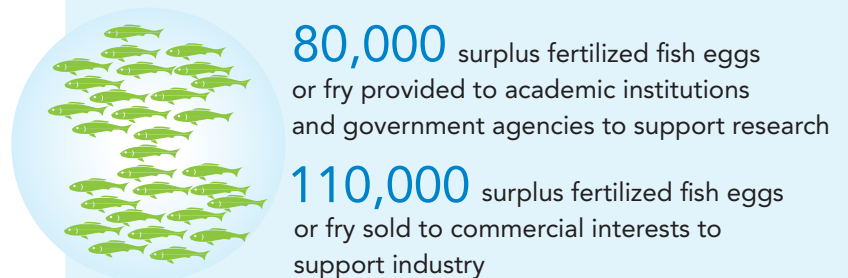 80,000 surplus fertilized fish eggs
or fry provided to academic institutions
and government agencies to support research
110,000 surplus fertilized fish eggs
or fry sold to commercial interests to
support industry